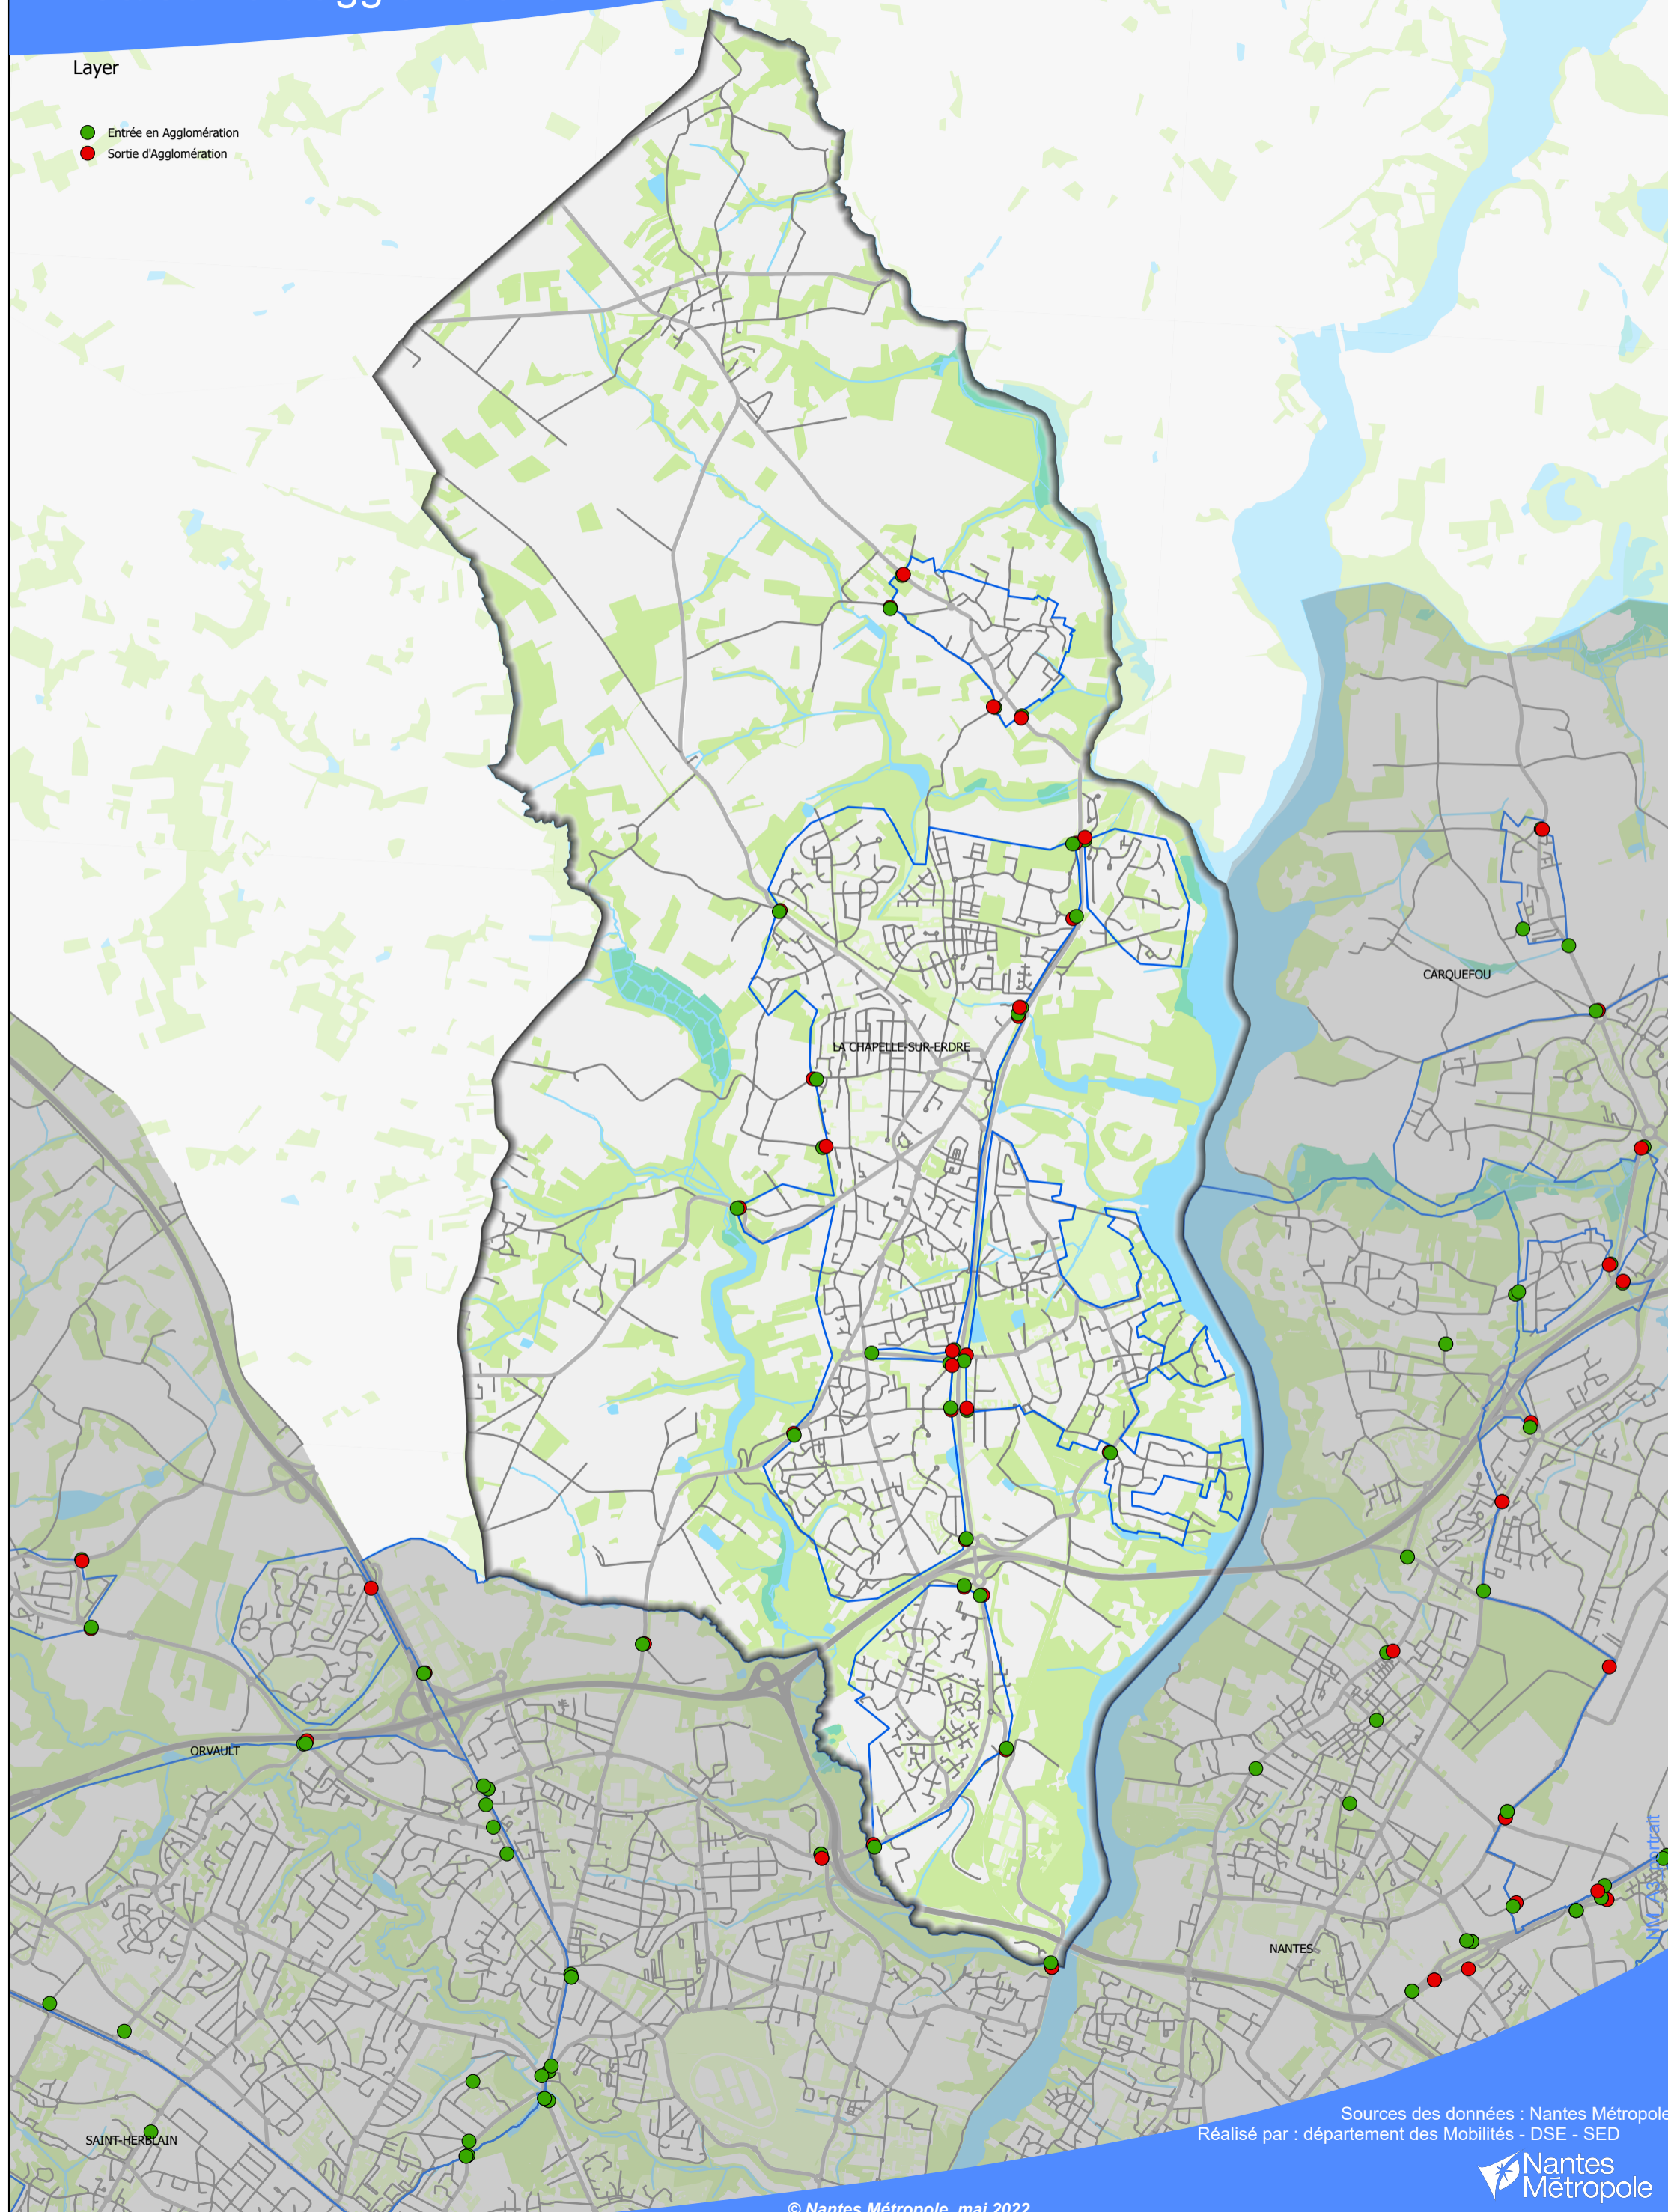 Layer
Entrée en Agglomération
Sortie d'Agglomération
CARQUEFOU
LA CHAPELLE-SUR-ERDRE
ORVAULT
NANTES
SAINT-HERBLAIN
NM_A3_portrait
Sources des données : Nantes Métropole
Réalisé par : département des Mobilités - DSE - SED
Nantes
Métropole
© Nantes Métropole, mai 2022